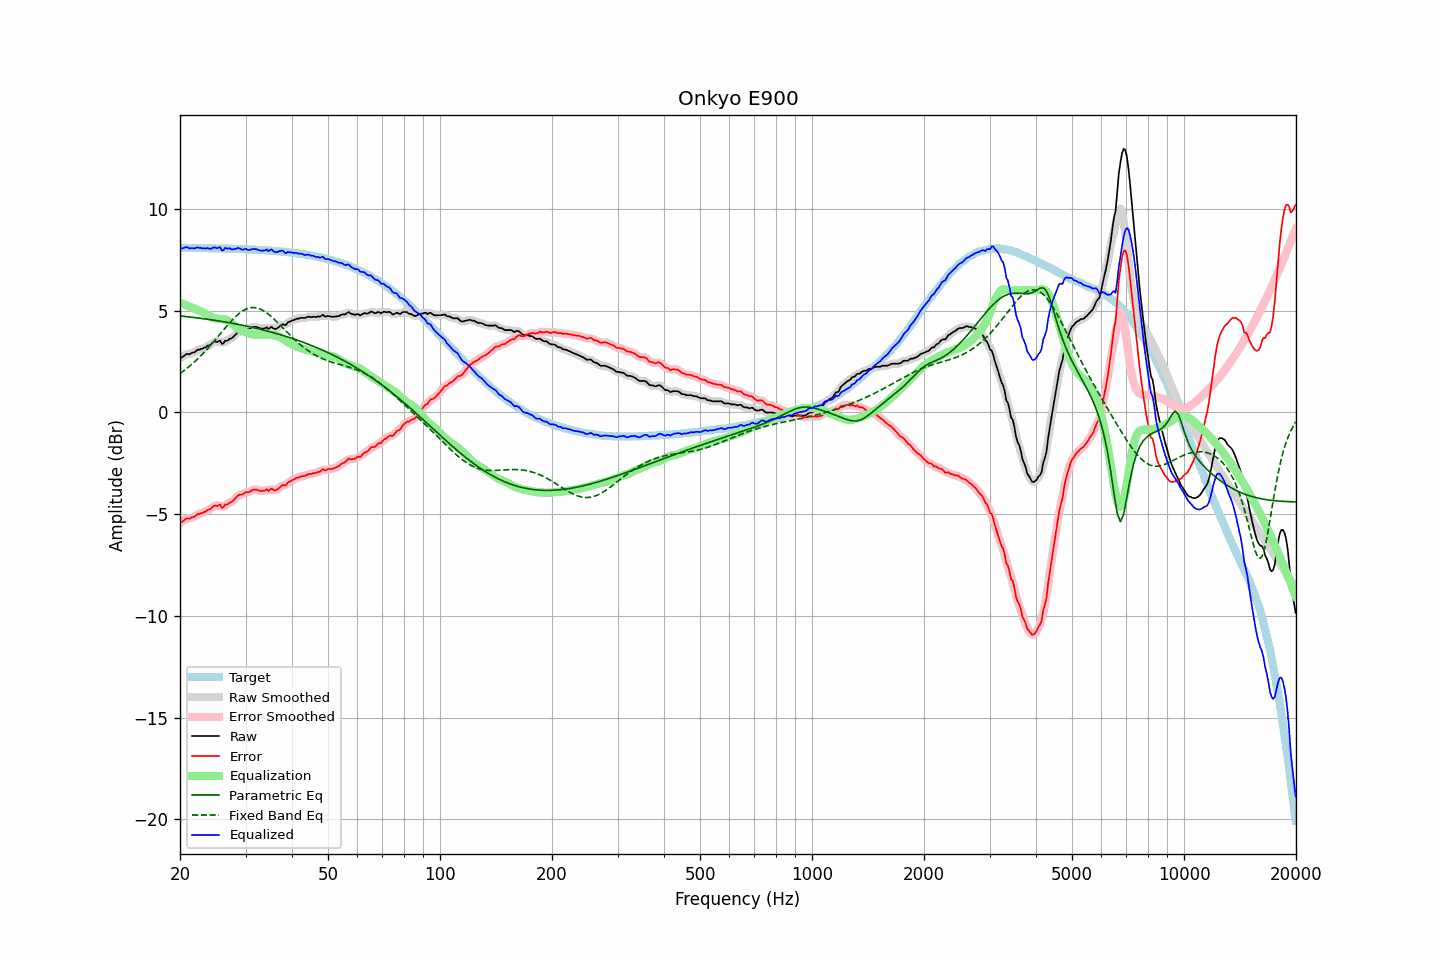 Onkyo E900
Amplitude (dBr)
10
5
0
−5
−10
−15
−20
Target
Raw Smoothed
Error Smoothed
Raw
Error
Equalization
Parametric Eq
Fixed Band Eq
Equalized
20 50 100 200 500 1000 2000 5000 10000 20000
Frequency (Hz)